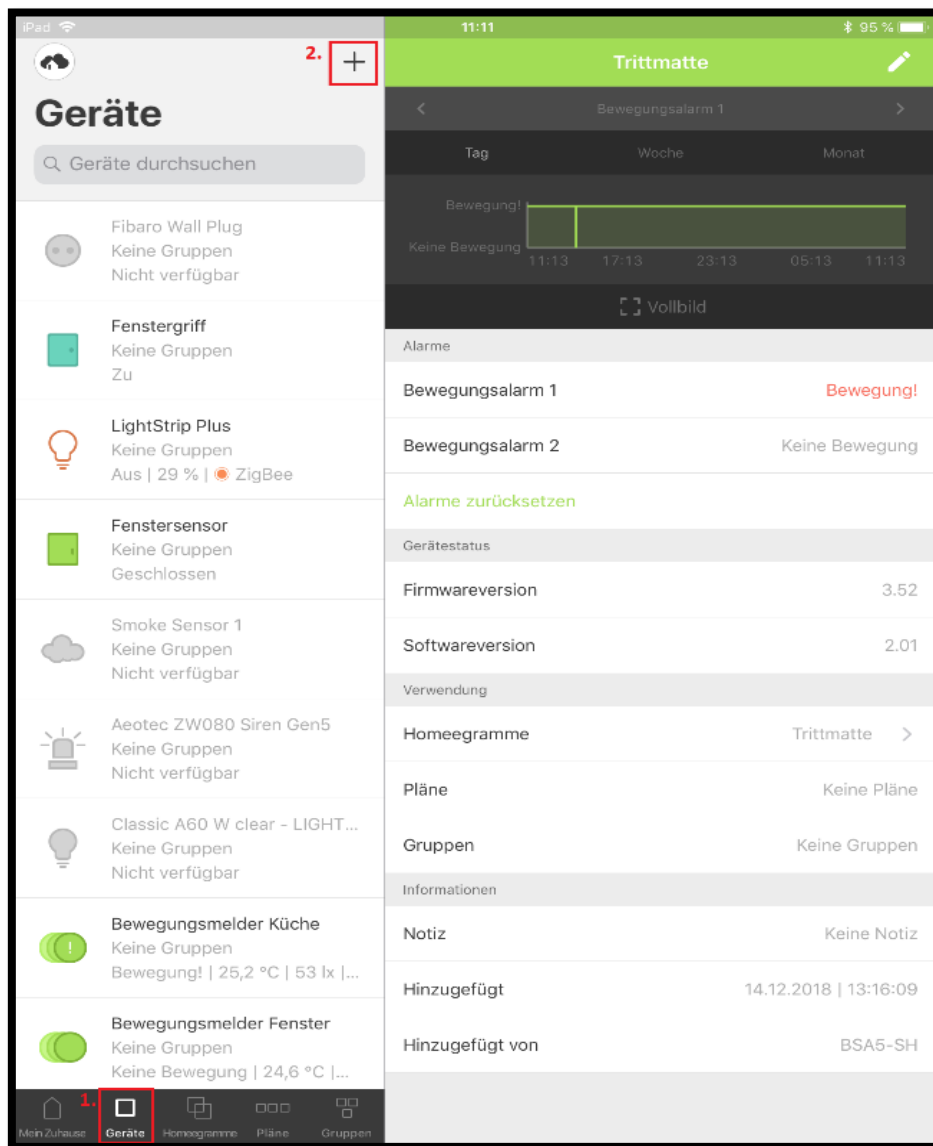 iPad
11:11
95 %
2.
+
Geräte
Geräte durchsuchen
Fibaro Wall Plug
Keine Gruppen
Nicht verfügbar
Fenstergriff
Keine Gruppen
Zu
LightStrip Plus
Keine Gruppen
Aus | 29 % | ZigBee
Fenstersensor
Keine Gruppen
Geschlossen
Smoke Sensor 1
Keine Gruppen
Nicht verfügbar
Aeotec ZW080 Siren Gen5
Keine Gruppen
Nicht verfügbar
Classic A60 W clear - LIGHT...
Keine Gruppen
Nicht verfügbar
Bewegungsmelder Küche
Keine Gruppen
Bewegung! | 25,2 °C | 53 lx |...
Bewegungsmelder Fenster
Keine Gruppen
Keine Bewegung | 24,6 °C |...
1.
Mein Zuhause Geräte Homeegramme Pläne Gruppen
Trittmatte
< Bewegungsalarm 1 >
Tag Woche Monat
Bewegung!
Keine Bewegung
11:13 17:13 23:13 05:13 11:13
Vollbild
Alarme
Bewegungsalarm 1 Bewegung!
Bewegungsalarm 2 Keine Bewegung
Alarme zurücksetzen
Gerätestatus
Firmwareversion 3.52
Softwareversion 2.01
Verwendung
Homeegramme Trittmatte >
Pläne Keine Pläne
Gruppen Keine Gruppen
Informationen
Notiz Keine Notiz
Hinzugefügt 14.12.2018 | 13:16:09
Hinzugefügt von BSA5-SH